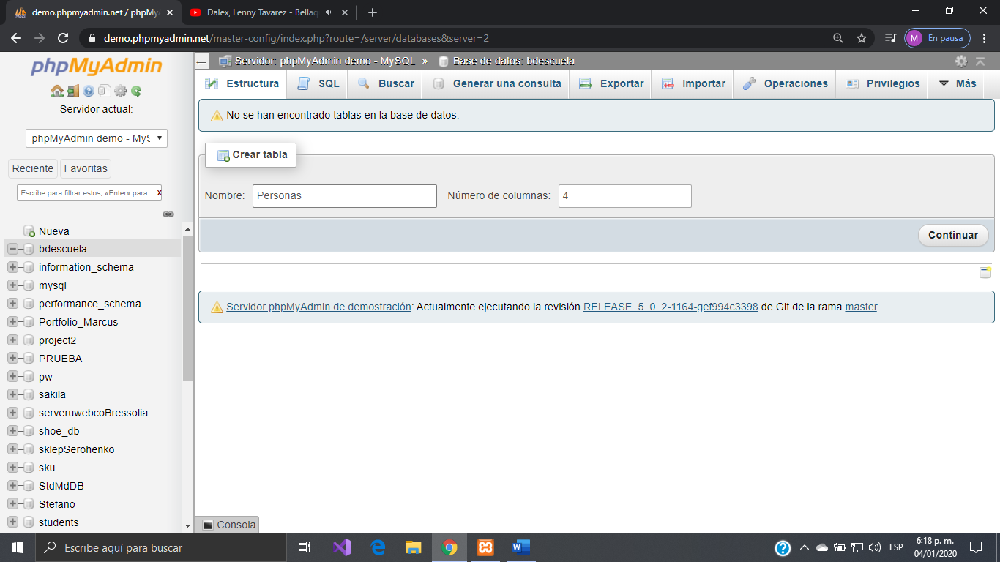 demo.phpmyadmin.net / phpMyA
Dalex, Lenny Tavarez - Bellaq
demo.phpmyadmin.net/master-config/index.php?route=/server/databases&server=2
M En pausa
phpMyAdmin
Servidor actual:
phpMyAdmin demo - MyS
Reciente Favoritas
Escribe para filtrar estos, «Enter» para X
Nueva
bdescuela
information_schema
mysql
performance_schema
Portfolio_Marcus
project2
PRUEBA
pw
sakila
serveruwebcoBressolia
shoe_db
sklepSerohenko
sku
StdMdDB
Stefano
students
Servidor: phpMyAdmin demo - MySQL » Base de datos: bdescuela
Estructura SQL Buscar Generar una consulta Exportar Importar Operaciones Privilegios Más
No se han encontrado tablas en la base de datos.
Crear tabla
Nombre: Personas Número de columnas: 4
Continuar
Servidor phpMyAdmin de demostración: Actualmente ejecutando la revisión RELEASE_5_0_2-1164-gef994c3398 de Git de la rama master.
Consola
Escribe aquí para buscar
ESP
6:18 p. m.
04/01/2020